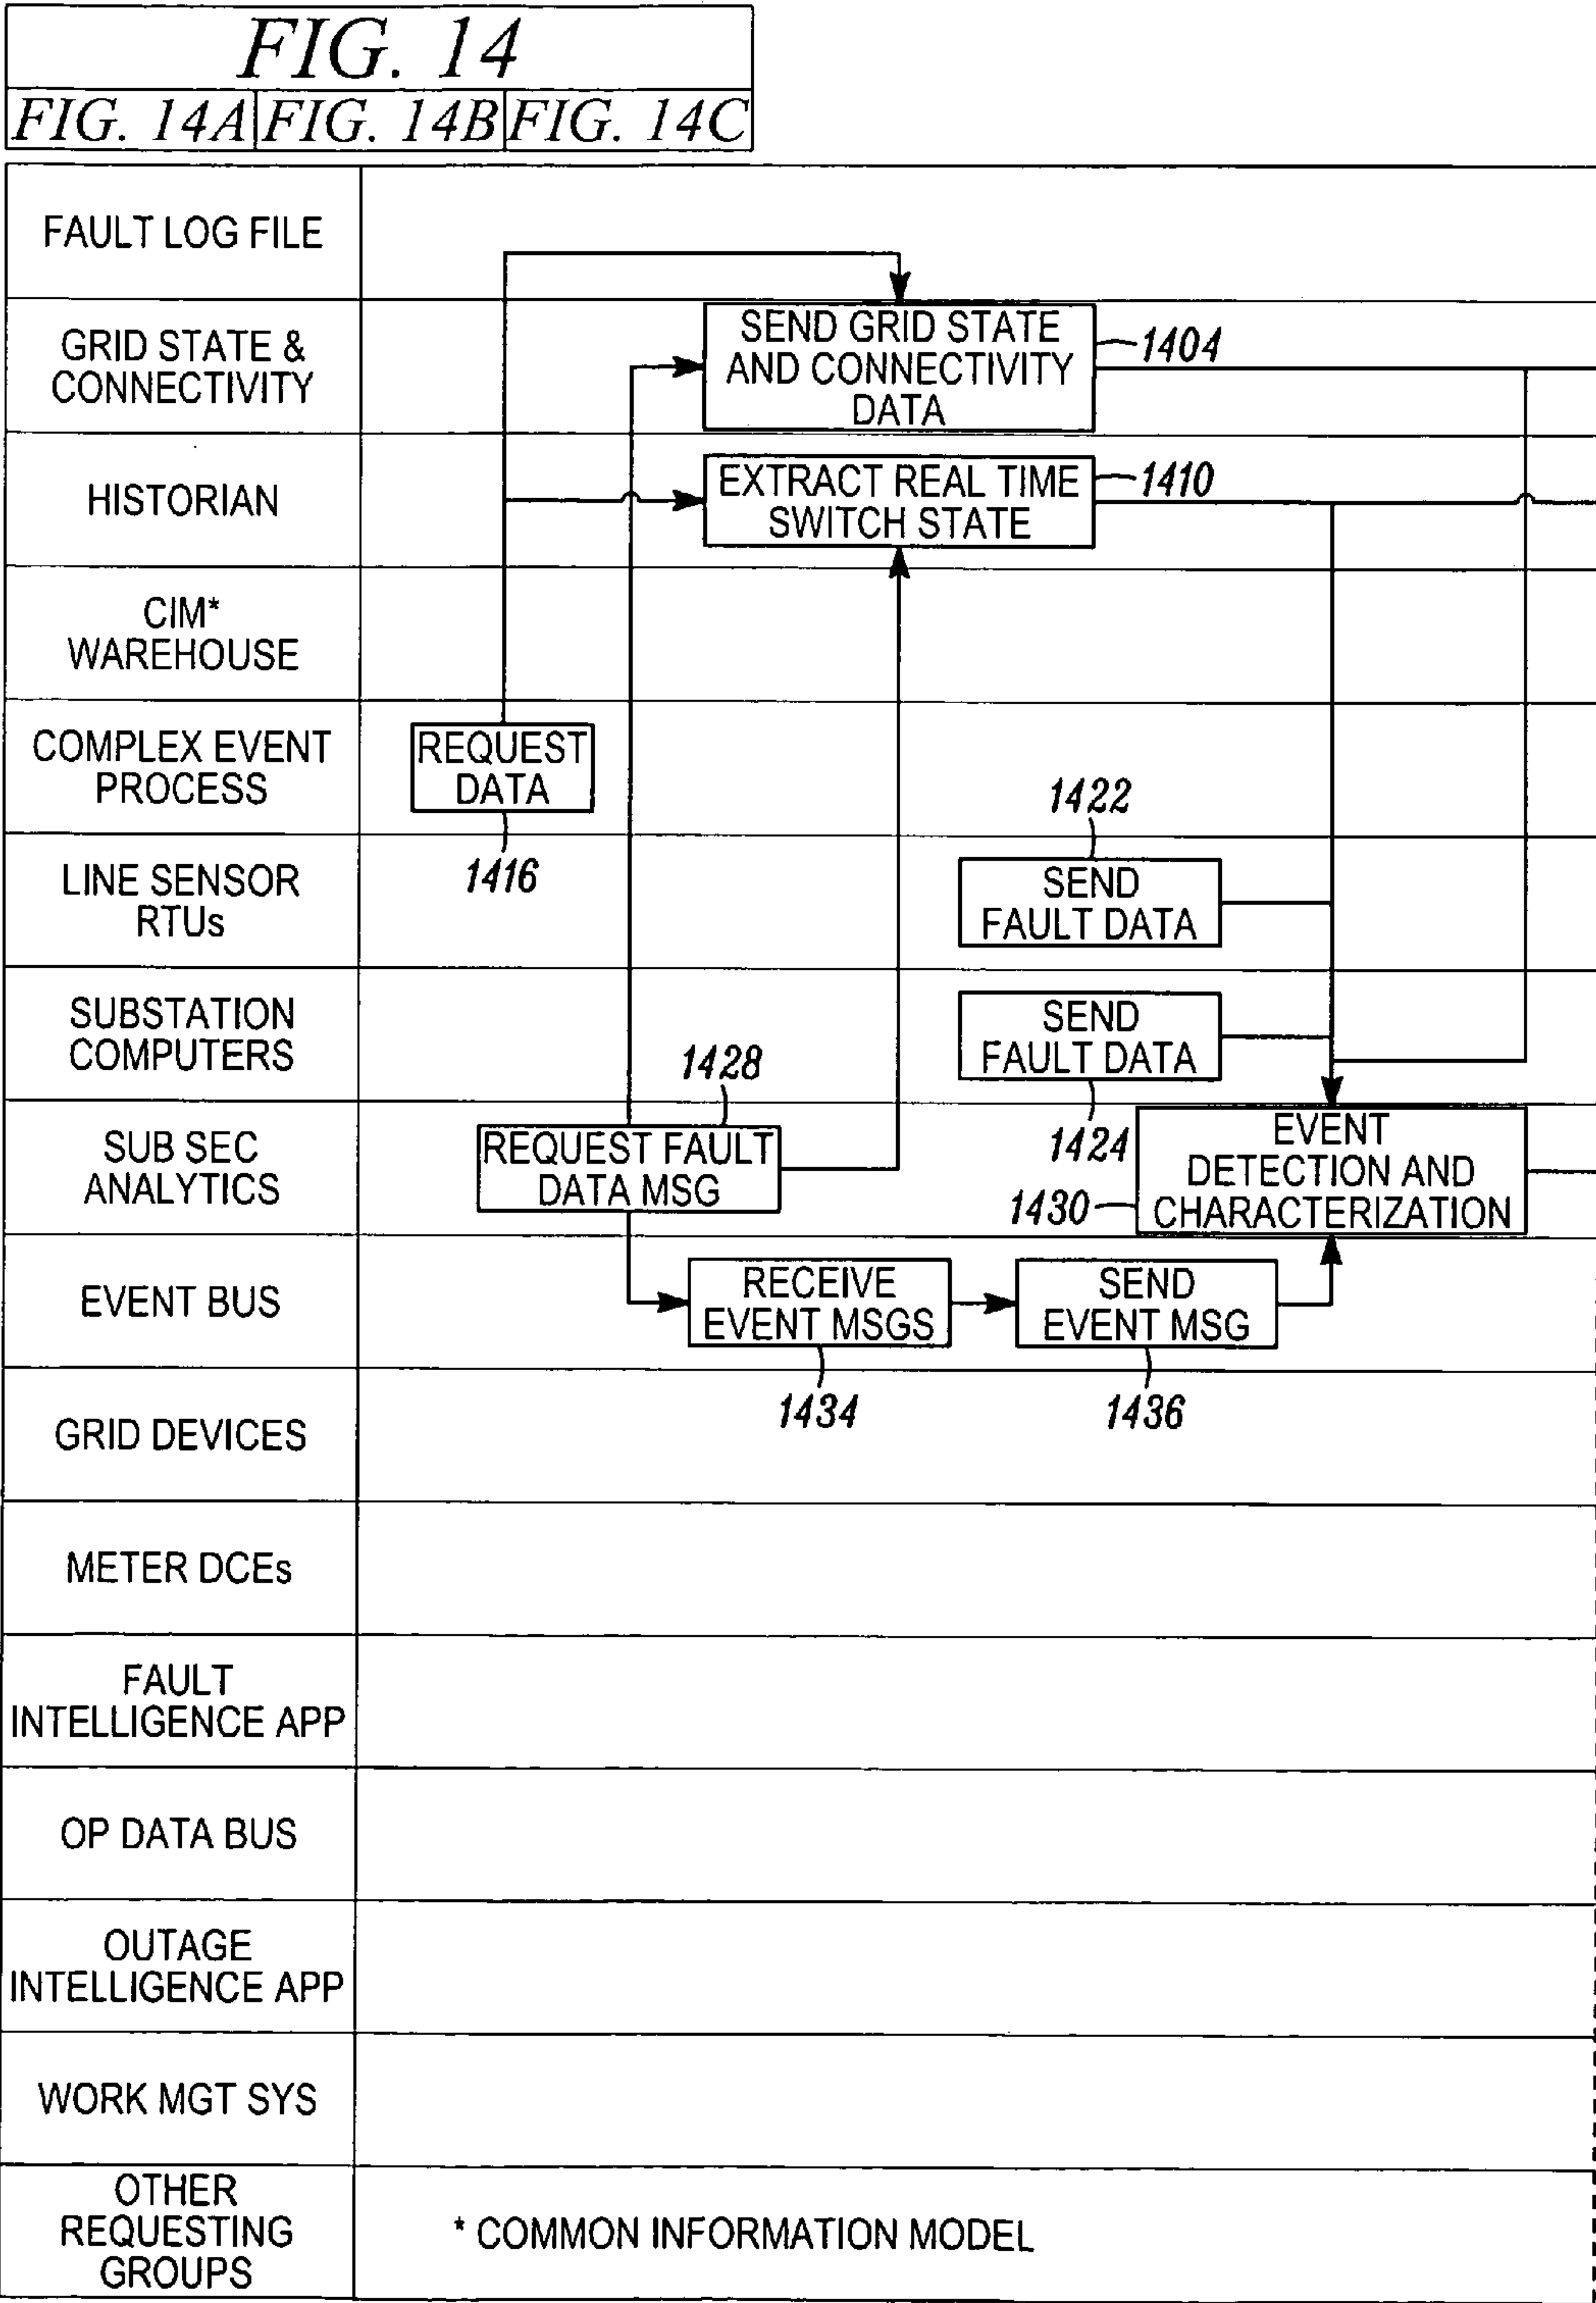 FIG. 14
FIG. 14A FIG. 14B FIG. 14C
FAULT LOG FILE
GRID STATE &
CONNECTIVITY
SEND GRID STATE
AND CONNECTIVITY
DATA
1404
HISTORIAN
EXTRACT REAL TIME
SWITCH STATE
1410
CIM*
WAREHOUSE
COMPLEX EVENT
PROCESS
REQUEST
DATA
1416
LINE SENSOR
RTUs
1422
SEND
FAULT DATA
SUBSTATION
COMPUTERS
SEND
FAULT DATA
1424
SUB SEC
ANALYTICS
1428
REQUEST FAULT
DATA MSG
1430
EVENT
DETECTION AND
CHARACTERIZATION
EVENT BUS
RECEIVE
EVENT MSGS
1434
SEND
EVENT MSG
1436
GRID DEVICES
METER DCEs
FAULT
INTELLIGENCE APP
OP DATA BUS
OUTAGE
INTELLIGENCE APP
WORK MGT SYS
OTHER
REQUESTING
GROUPS
* COMMON INFORMATION MODEL